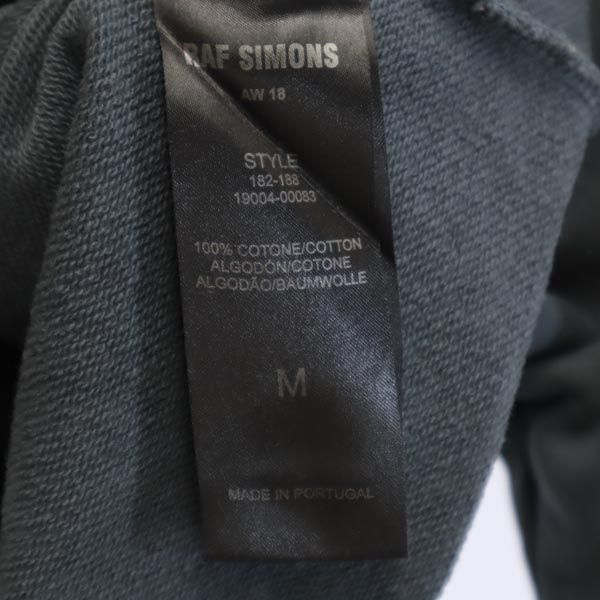 RAF SIMONS
AW 18
STYLE
182-188
19004-00083
100% COTONE/COTTON
ALGODÓN/COTONE
ALGODÃO/BAUMWOLLE
M
MADE IN PORTUGAL